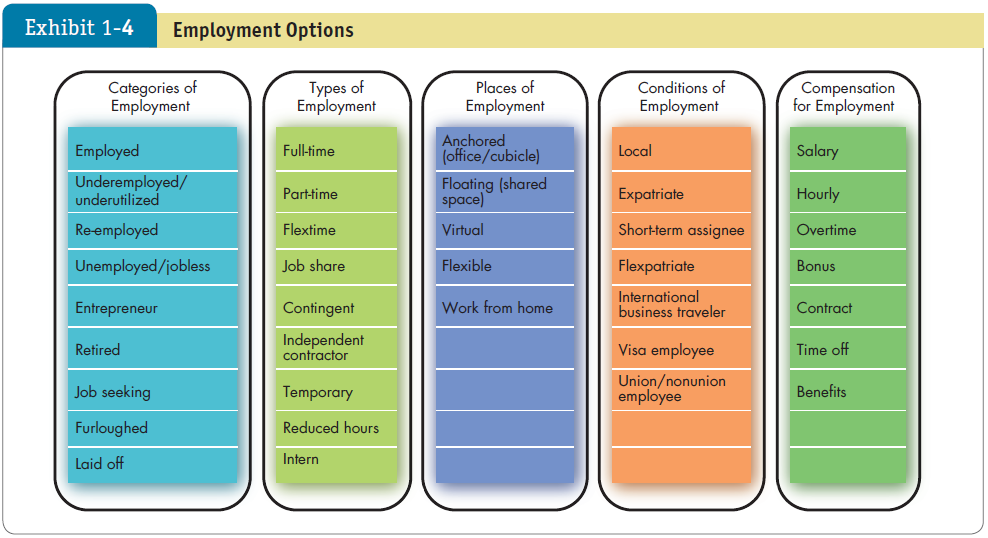 Exhibit 1-4
Employment Options
Categories of
Employment
Employed
Underemployed/
underutilized
Re-employed
Unemployed/jobless
Entrepreneur
Retired
Job seeking
Furloughed
Laid off
Types of
Employment
Full-time
Part-time
Flextime
Job share
Contingent
Independent
contractor
Temporary
Reduced hours
Intern
Places of
Employment
Anchored
(office/cubicle)
Floating (shared
space)
Virtual
Flexible
Work from home
Conditions of
Employment
Local
Expatriate
Short-term assignee
Flexpatriate
International
business traveler
Visa employee
Union/nonunion
employee
Compensation
for Employment
Salary
Hourly
Overtime
Bonus
Contract
Time off
Benefits